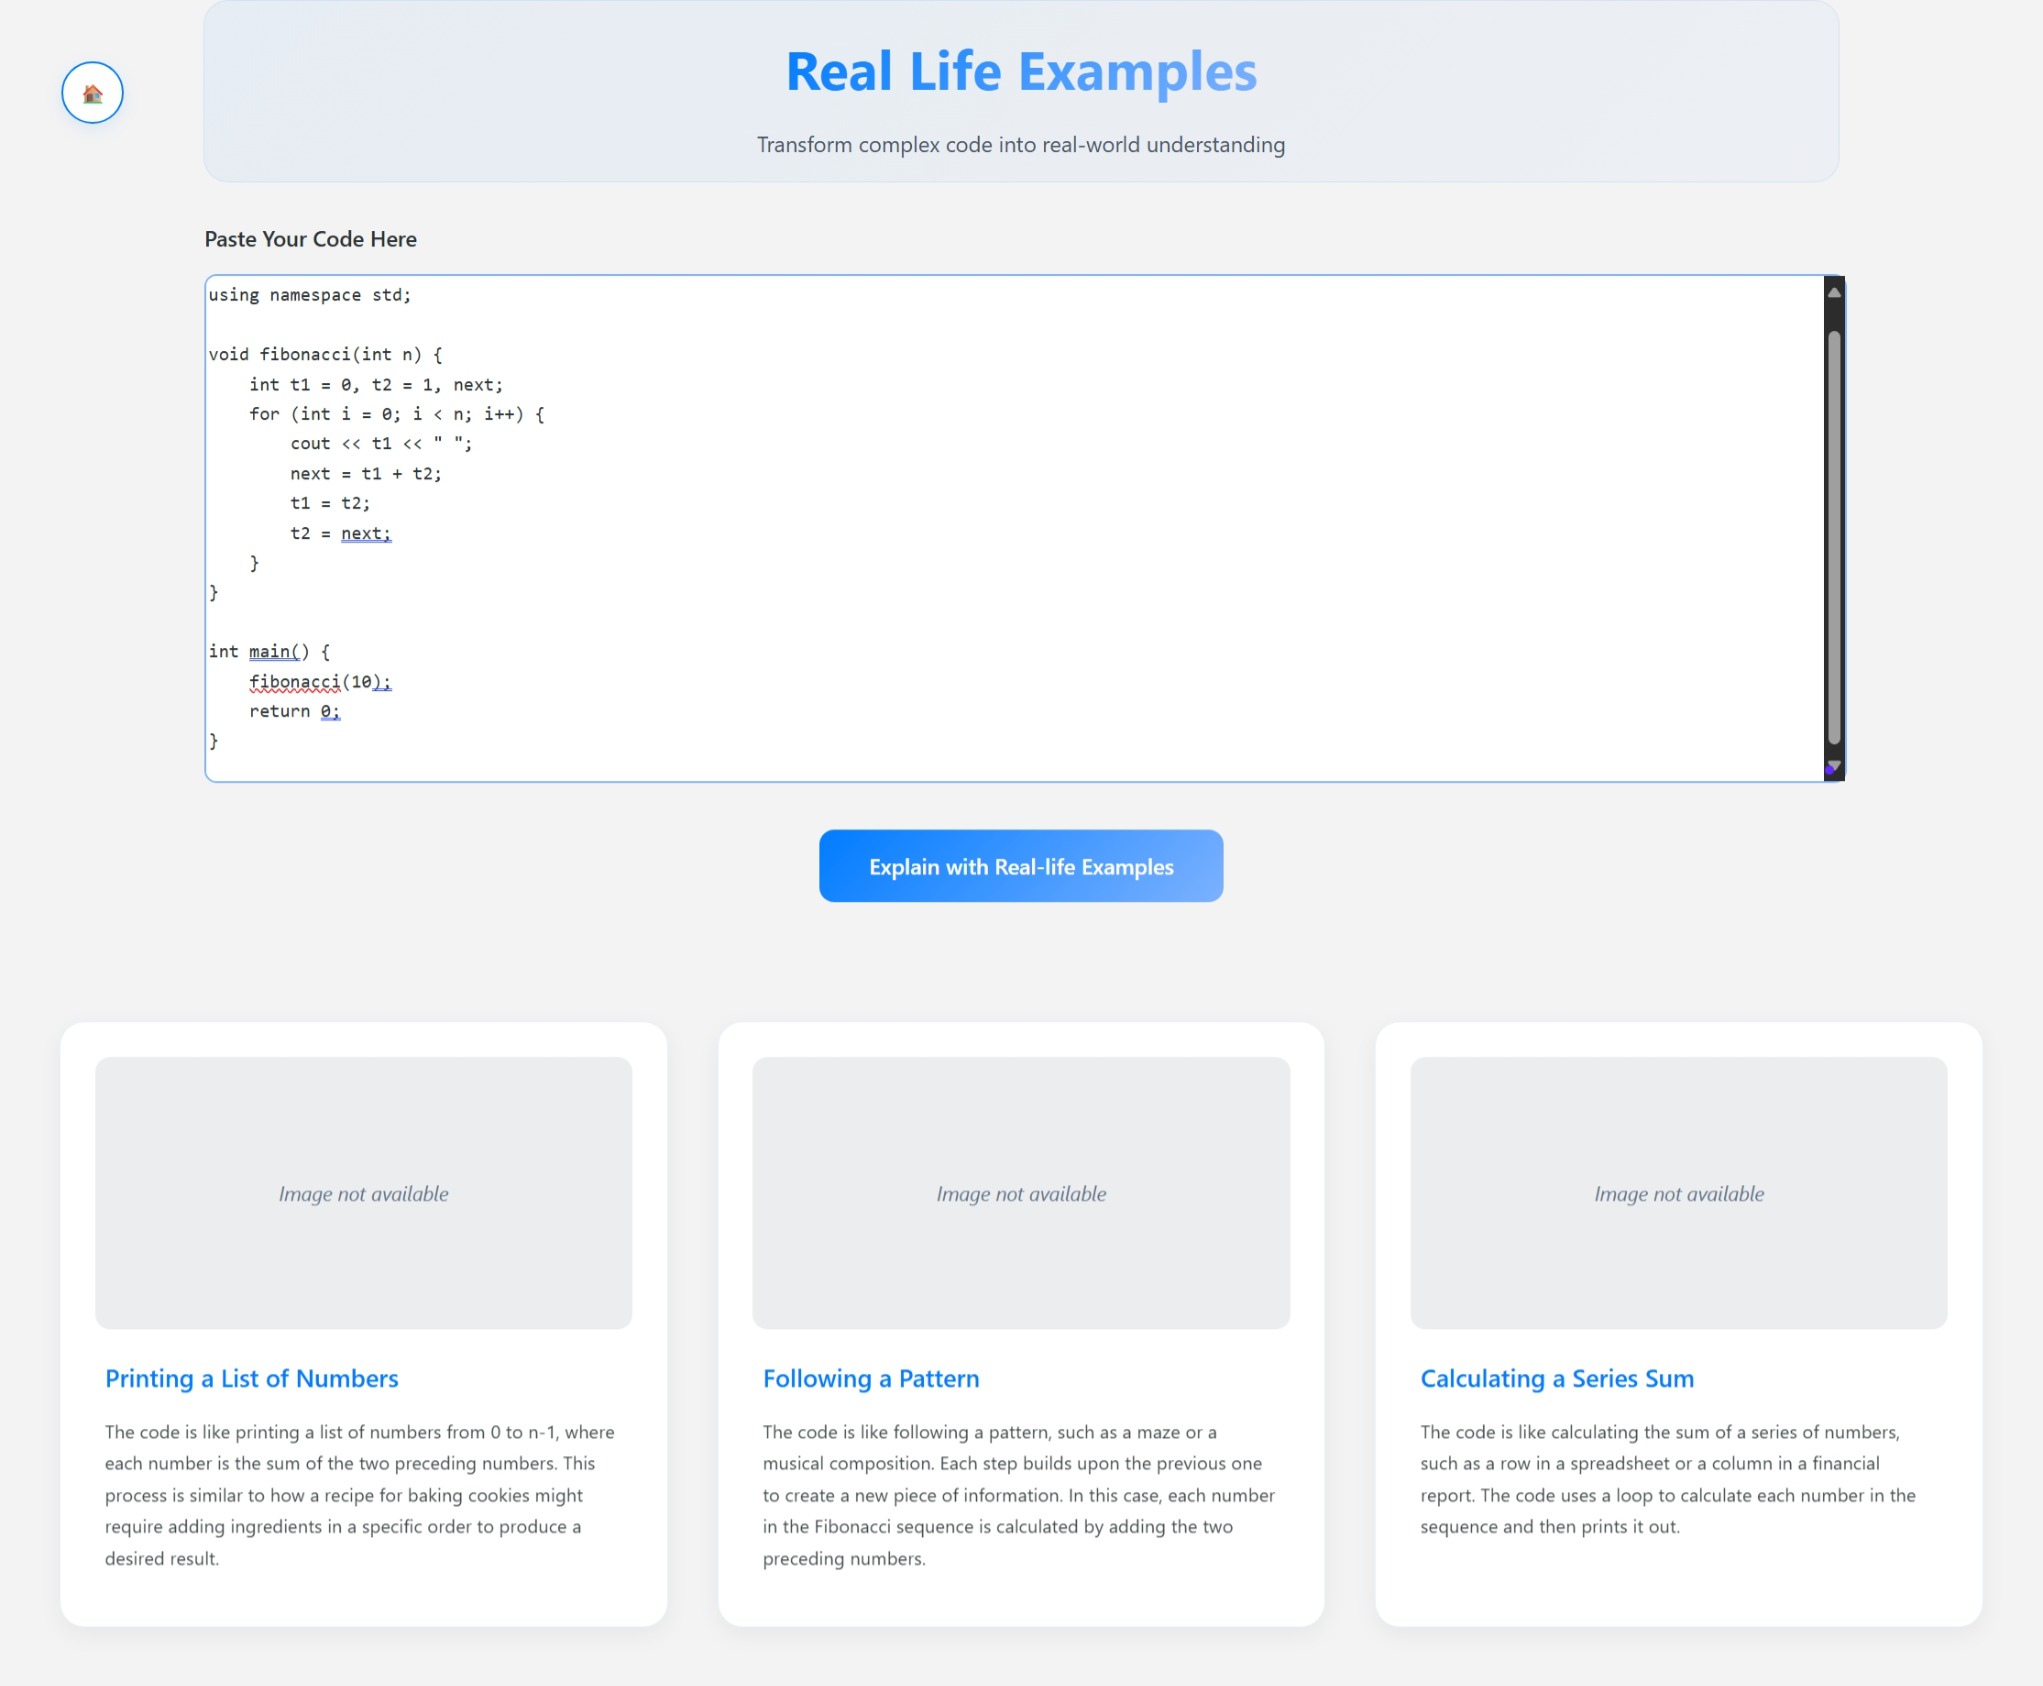 Real Life Examples
Transform complex code into real-world understanding
Paste Your Code Here
using namespace std;
void fibonacci(int n) {
    int t1 = 0, t2 = 1, next;
    for (int i = 0; i < n; i++) {
        cout << t1 << " ";
        next = t1 + t2;
        t1 = t2;
        t2 = next;
    }
}
int main() {
    fibonacci(10);
    return 0;
}
Explain with Real-life Examples
Image not available
Printing a List of Numbers
The code is like printing a list of numbers from 0 to n-1, where
each number is the sum of the two preceding numbers. This
process is similar to how a recipe for baking cookies might
require adding ingredients in a specific order to produce a
desired result.
Image not available
Following a Pattern
The code is like following a pattern, such as a maze or a
musical composition. Each step builds upon the previous one
to create a new piece of information. In this case, each number
in the Fibonacci sequence is calculated by adding the two
preceding numbers.
Image not available
Calculating a Series Sum
The code is like calculating the sum of a series of numbers,
such as a row in a spreadsheet or a column in a financial
report. The code uses a loop to calculate each number in the
sequence and then prints it out.